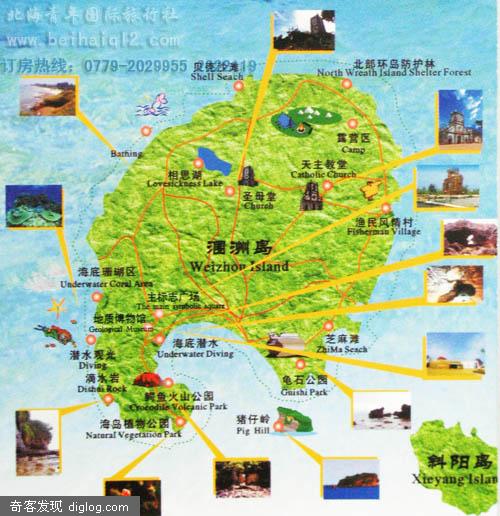 北海青年国际旅行社
www.beihaiql2.com
订房热线：0779-2029955
贝壳沙滩
Shell Seach
北部环岛防护林
North Wreath Island Shelter Forest
露营区
Camp
Bathing
相思湖
Lovesickness Lake
天主教堂
Catholic Church
圣母堂
Church
渔民风情村
Fisherman Village
涠洲岛
Weizhou Island
海底珊瑚区
Underwater Coral Area
主标志广场
The main symbolic square
地质博物馆
Geological Museum
海底潜水
Underwater Diving
芝麻滩
ZhiMa Seach
潜水观光
Diving
滴水岩
Dishui Rock
龟石公园
Guishi Park
鳄鱼火山公园
Crocodile Volcanic Park
海岛植物公园
Natural Vegetation Park
猪仔岭
Pig Hill
斜阳岛
Xieyang Islan
奇客发现 diglog.com